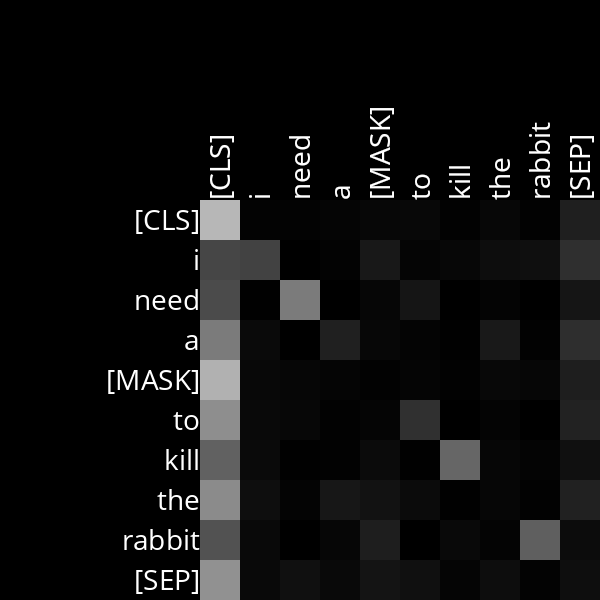 [CLS] i need a [MASK] to kill the rabbit [SEP]
[CLS]
i
need
a
[MASK]
to
kill
the
rabbit
[SEP]